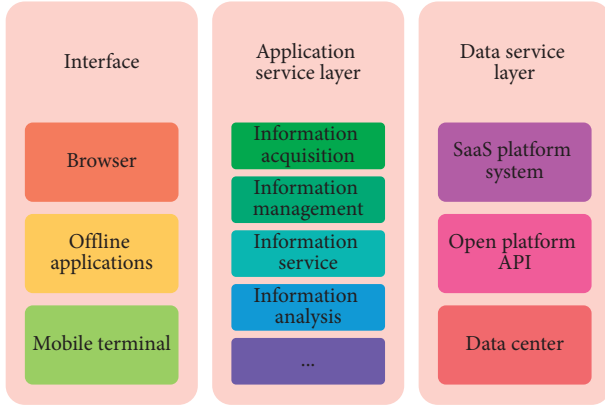 Interface
Browser
Offline
applications
Mobile terminal
Application
service layer
Information
acquisition
Information
management
Information
service
Information
analysis
...
Data service
layer
SaaS platform
system
Open platform
API
Data center